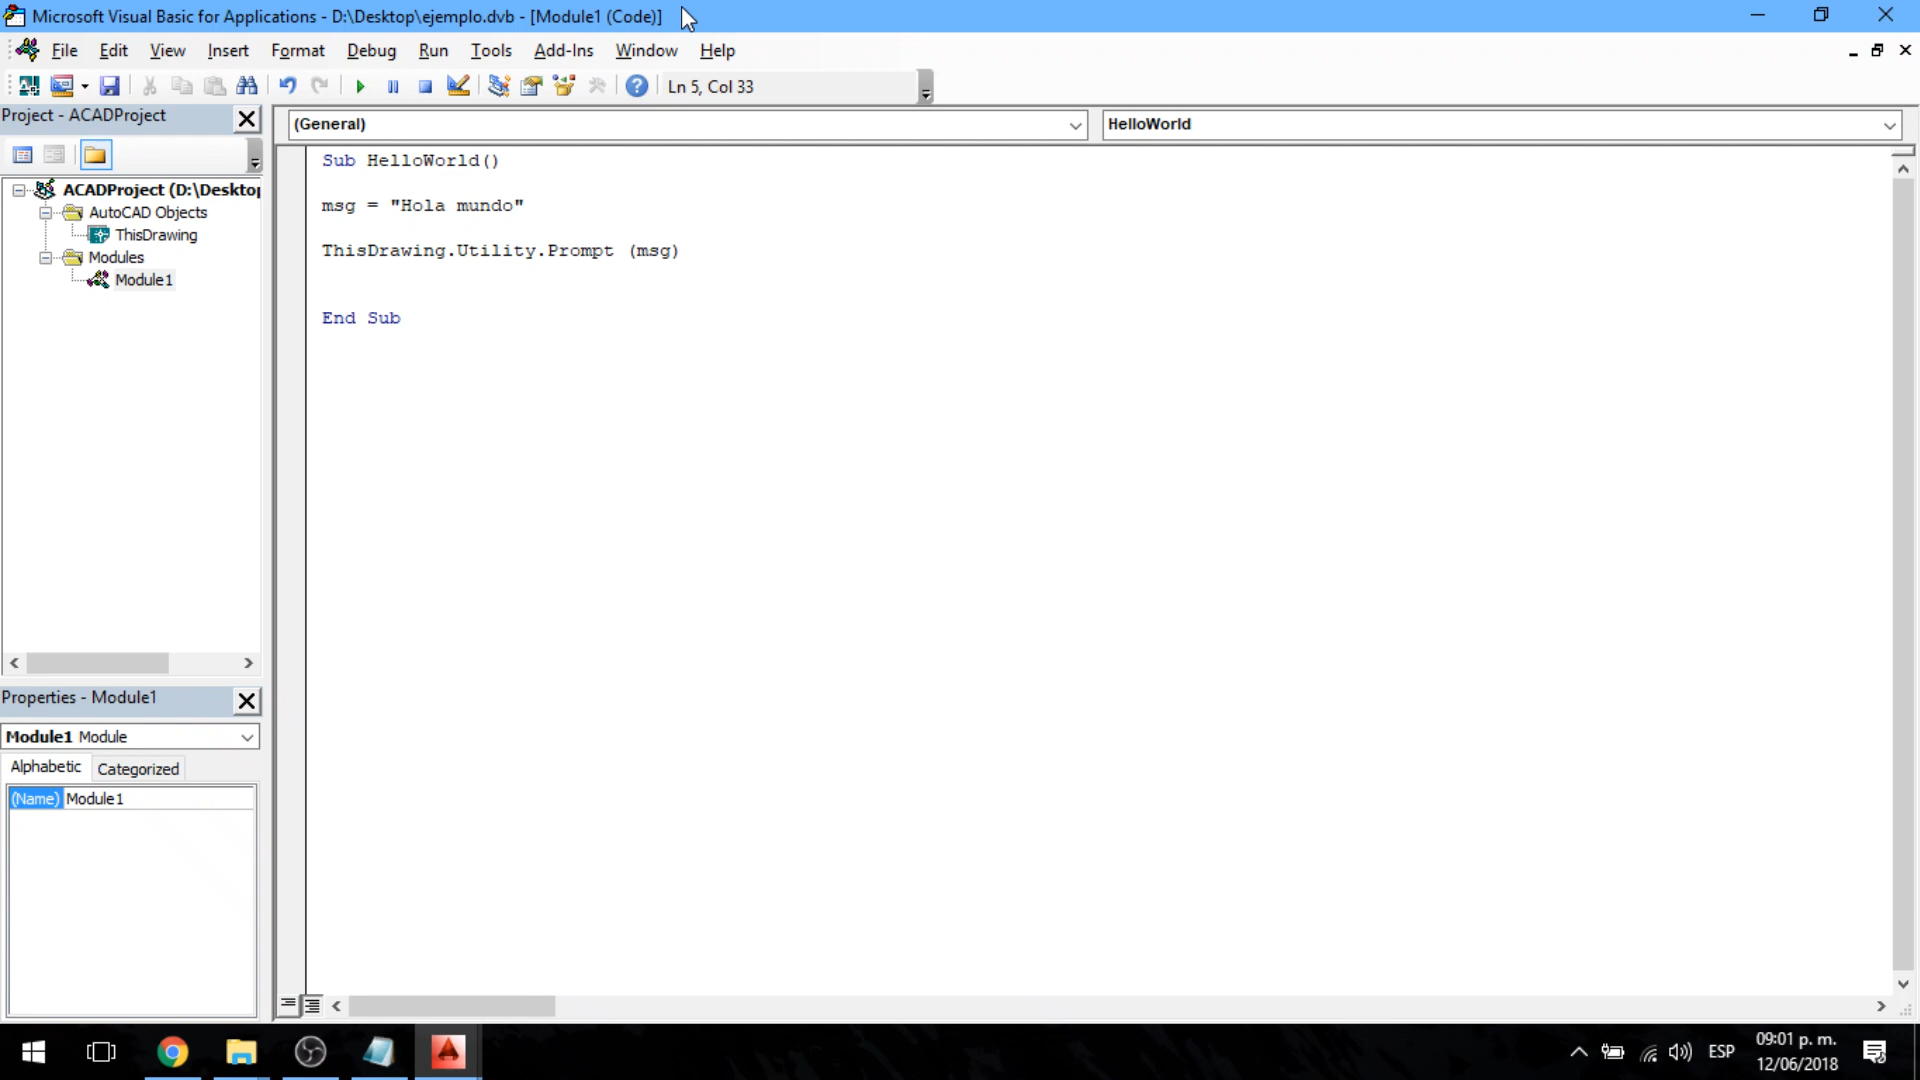 Microsoft Visual Basic for Applications - D:\Desktop\ejemplo.dvb - [Module1 (Code)]
File Edit View Insert Format Debug Run Tools Add-Ins Window Help
Ln 5, Col 33
Project - ACADProject
ACADProject (D:\Desktop
AutoCAD Objects
ThisDrawing
Modules
Module1
(General)
HelloWorld
Sub HelloWorld()
msg = "Hola mundo"
ThisDrawing.Utility.Prompt (msg)
End Sub
Properties - Module1
Module1 Module
Alphabetic Categorized
(Name) Module1
ESP
09:01 p. m.
12/06/2018